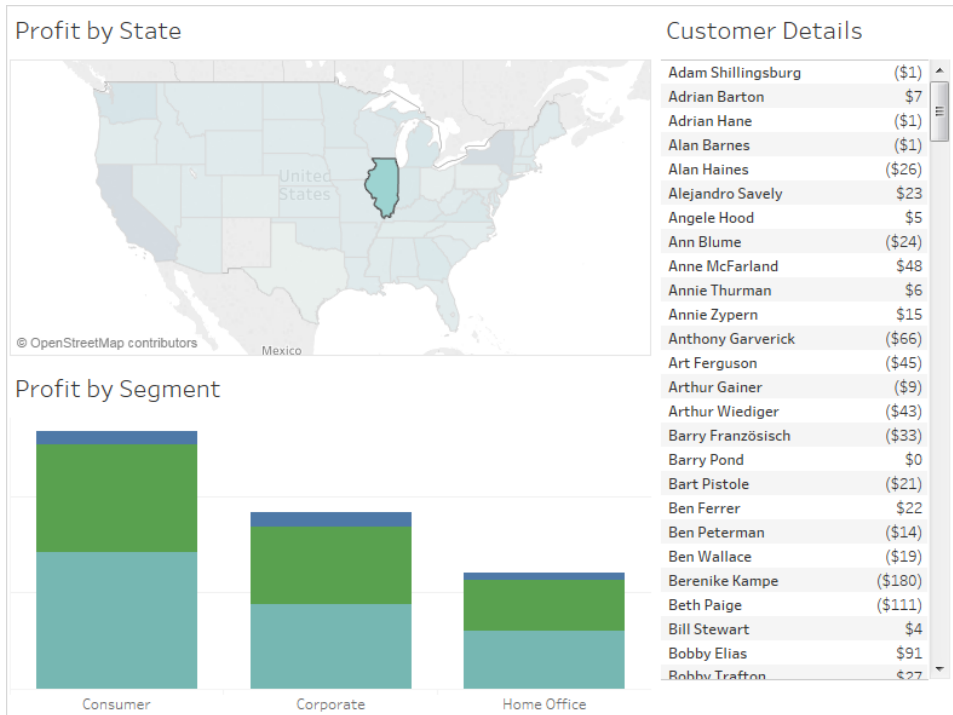 Profit by State
United
States
© OpenStreetMap contributors
Mexico
Profit by Segment
Consumer
Corporate
Home Office
Customer Details
Adam Shillingsburg ($1)
Adrian Barton $7
Adrian Hane ($1)
Alan Barnes ($1)
Alan Haines ($26)
Alejandro Savely $23
Angele Hood $5
Ann Blume ($24)
Anne McFarland $48
Annie Thurman $6
Annie Zypern $15
Anthony Garverick ($66)
Art Ferguson ($45)
Arthur Gainer ($9)
Arthur Wiediger ($43)
Barry Französisch ($33)
Barry Pond $0
Bart Pistole ($21)
Ben Ferrer $22
Ben Peterman ($14)
Ben Wallace ($19)
Berenike Kampe ($180)
Beth Paige ($111)
Bill Stewart $4
Bobby Elias $91
Bobby Trafton $27